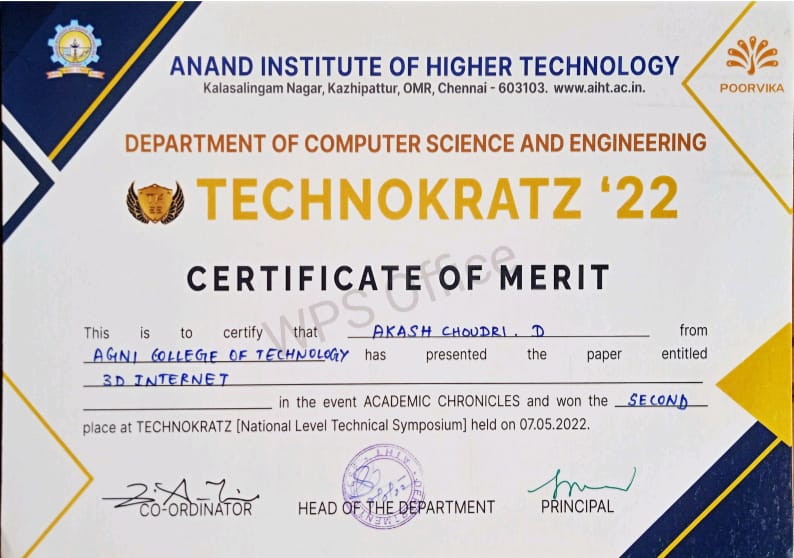 ANAND INSTITUTE OF HIGHER TECHNOLOGY
Kalasalingam Nagar, Kazhipattur, OMR, Chennai - 603103. www.aiht.ac.in.
POORVIKA
DEPARTMENT OF COMPUTER SCIENCE AND ENGINEERING
TECHNOKRATZ ‘22
CERTIFICATE OF MERIT
WPS Office
This is to certify that AKASH CHOUDRI . D from
AGNI COLLEGE OF TECHNOLOGY has presented the paper entitled
3D INTERNET
in the event ACADEMIC CHRONICLES and won the SECOND
place at TECHNOKRATZ [National Level Technical Symposium] held on 07.05.2022.
CO-ORDINATOR HEAD OF THE DEPARTMENT PRINCIPAL